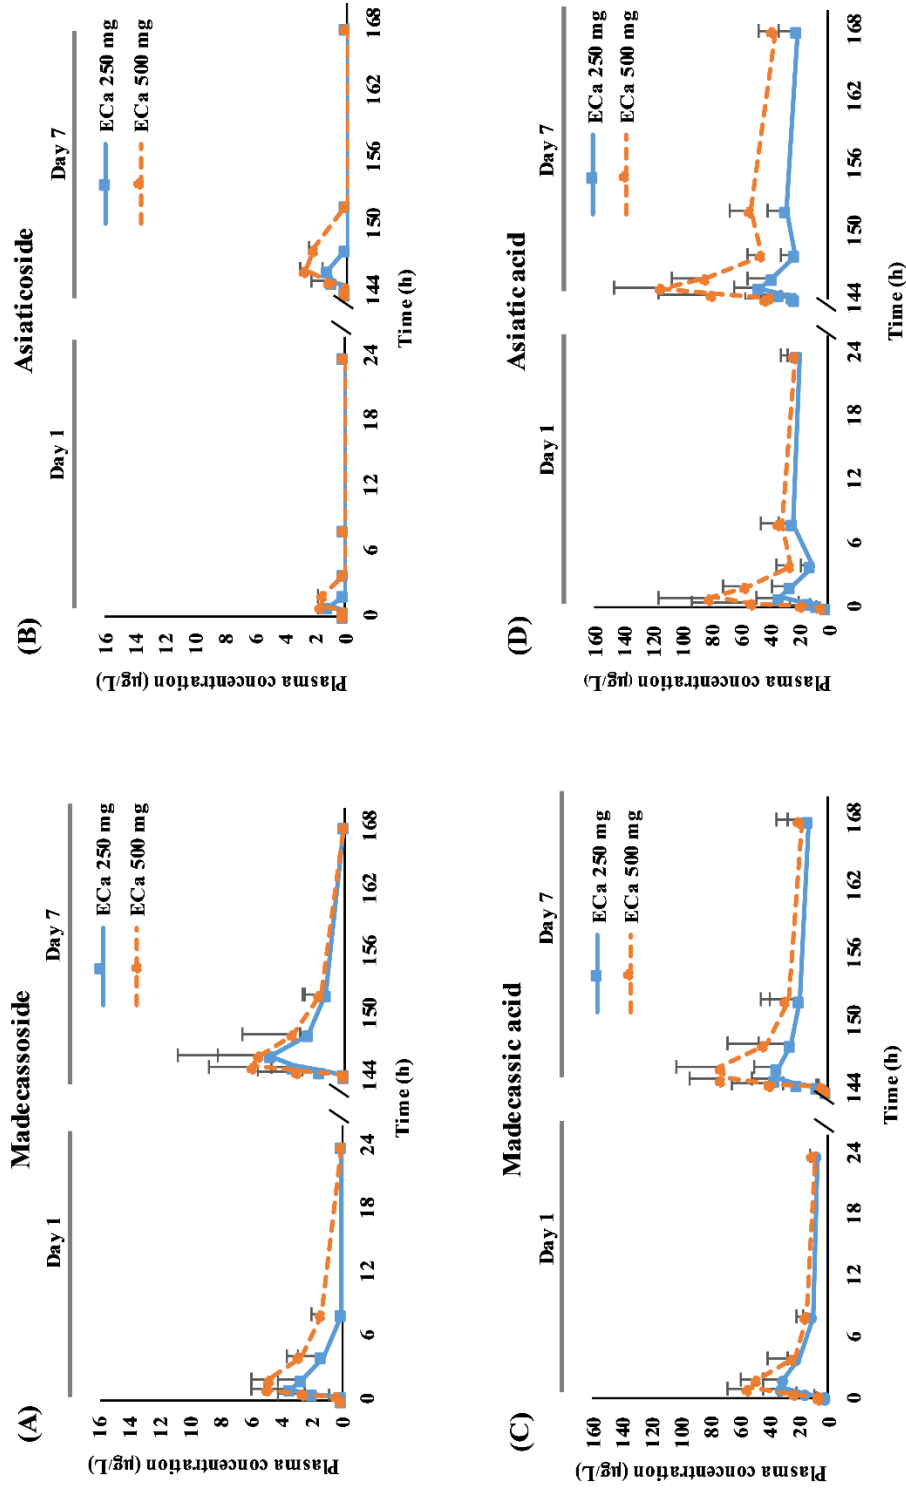 (A)
Madecassoside
Day 1
Day 7
ECa 250 mg
ECa 500 mg
Plasma concentration (µg/L)
16
14
12
10
8
6
4
2
0
0 6 12 18 24 144 150 156 162 168
Time (h)
(B)
Asiaticoside
Day 1
Day 7
ECa 250 mg
ECa 500 mg
Plasma concentration (µg/L)
16
14
12
10
8
6
4
2
0
0 6 12 18 24 144 150 156 162 168
Time (h)
(C)
Madecassic acid
Day 1
Day 7
ECa 250 mg
ECa 500 mg
Plasma concentration (µg/L)
160
140
120
100
80
60
40
20
0
0 6 12 18 24 144 150 156 162 168
Time (h)
(D)
Asiatic acid
Day 1
Day 7
ECa 250 mg
ECa 500 mg
Plasma concentration (µg/L)
160
140
120
100
80
60
40
20
0
0 6 12 18 24 144 150 156 162 168
Time (h)